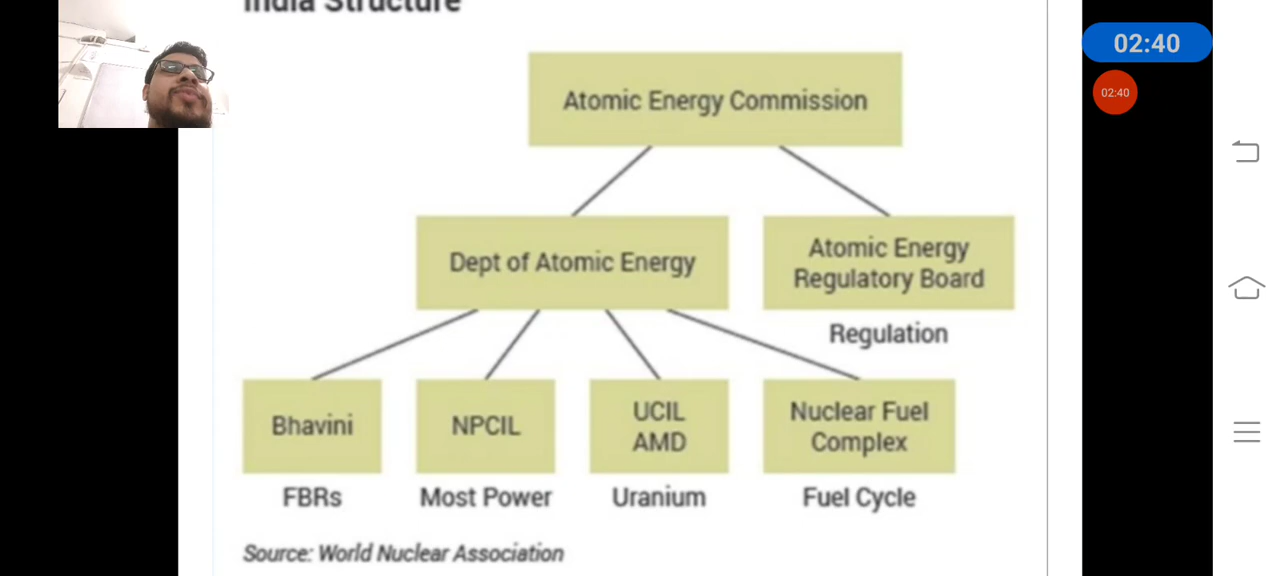 India Structure
02:40
02:40
Atomic Energy Commission
Dept of Atomic Energy
Atomic Energy
Regulatory Board
Regulation
Bhavini
NPCIL
UCIL
AMD
Nuclear Fuel
Complex
FBRs
Most Power
Uranium
Fuel Cycle
Source: World Nuclear Association